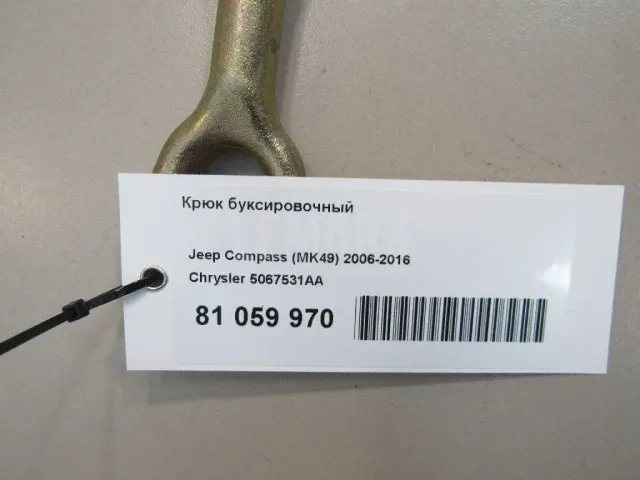 Крюк буксировочный
Jeep Compass (MK49) 2006-2016
Chrysler 5067531AA
81 059 970